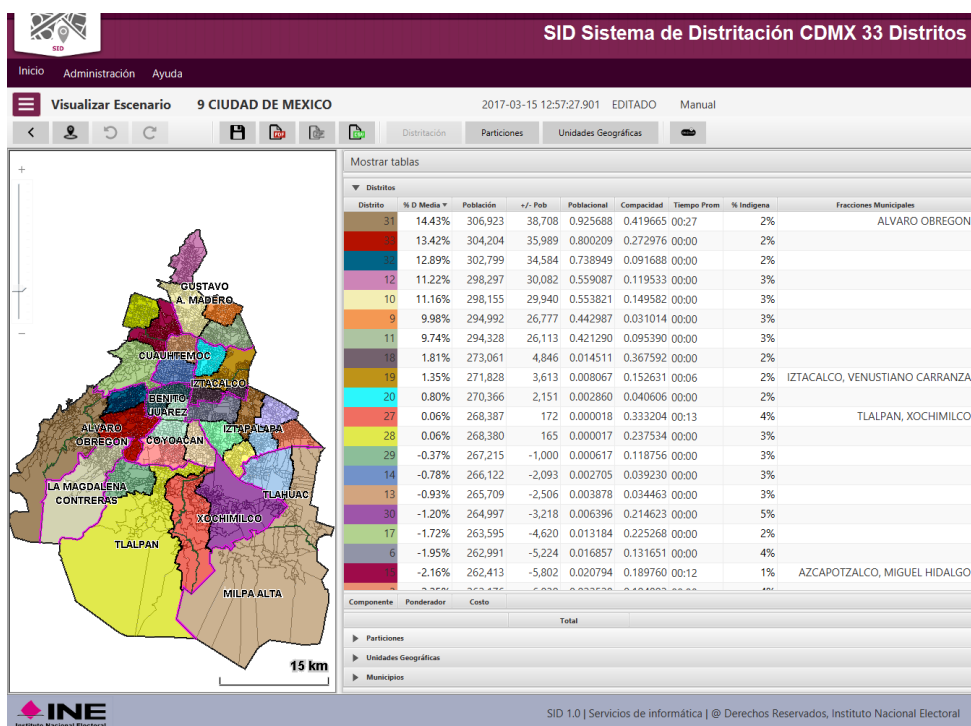 SID
SID Sistema de Distritación CDMX 33 Distritos
Inicio Administración Ayuda
Visualizar Escenario 9 CIUDAD DE MEXICO 2017-03-15 12:57:27.901 EDITADO Manual
Distritación Particiones Unidades Geográficas
Mostrar tablas
Distritos
Distrito % D Media ▼ Población +/- Pob Poblacional Compacidad Tiempo Prom % Indigena Fracciones Municipales
31 14.43% 306,923 38,708 0.925688 0.419665 00:27 2% ALVARO OBREGON
33 13.42% 304,204 35,989 0.800209 0.272976 00:00 2%
32 12.89% 302,799 34,584 0.738949 0.091688 00:00 2%
12 11.22% 298,297 30,082 0.559087 0.119533 00:00 3%
10 11.16% 298,155 29,940 0.553821 0.149582 00:00 3%
9 9.98% 294,992 26,777 0.442987 0.031014 00:00 3%
11 9.74% 294,328 26,113 0.421290 0.095390 00:00 3%
18 1.81% 273,061 4,846 0.014511 0.367592 00:00 2%
19 1.35% 271,828 3,613 0.008067 0.152631 00:06 2% IZTACALCO, VENUSTIANO CARRANZA
20 0.80% 270,366 2,151 0.002860 0.040606 00:00 2%
27 0.06% 268,387 172 0.000018 0.333204 00:13 4% TLALPAN, XOCHIMILCO
28 0.06% 268,380 165 0.000017 0.237534 00:00 3%
29 -0.37% 267,215 -1,000 0.000617 0.118756 00:00 3%
14 -0.78% 266,122 -2,093 0.002705 0.039230 00:00 3%
13 -0.93% 265,709 -2,506 0.003878 0.034463 00:00 3%
30 -1.20% 264,997 -3,218 0.006396 0.214623 00:00 5%
17 -1.72% 263,595 -4,620 0.013184 0.225268 00:00 2%
6 -1.95% 262,991 -5,224 0.016857 0.131651 00:00 4%
-2.16% 262,413 -5,802 0.020794 0.189760 00:12 1% AZCAPOTZALCO, MIGUEL HIDALGO
Componente Ponderador Costo
Total
Particiones
Unidades Geográficas
Municipios
GUSTAVO
A. MADERO
CUAUHTEMOC
IZTACALCO
BENITO
JUAREZ
ALVARO
OBREGON
COYOACAN
IZTAPALAPA
LA MAGDALENA
CONTRERAS
TLAHUAC
XOCHIMILCO
TLALPAN
MILPA ALTA
15 km
INE
Instituto Nacional Electoral
SID 1.0 | Servicios de informática | @ Derechos Reservados, Instituto Nacional Electoral